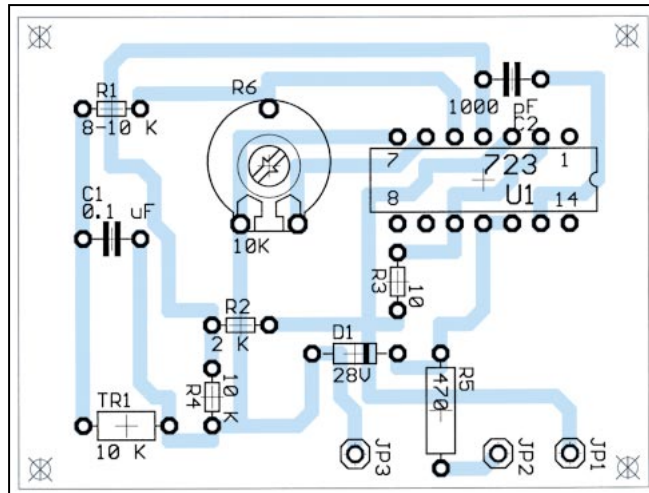 R1
8-10 K
R6
1000 pF
C2
7
723
1
8
U1
14
C1
0.1 uF
10K
R3
10
R2
2 K
D1
28V
10 K
R4
470
R5
TR1
10 K
JP3
JP2
JP1